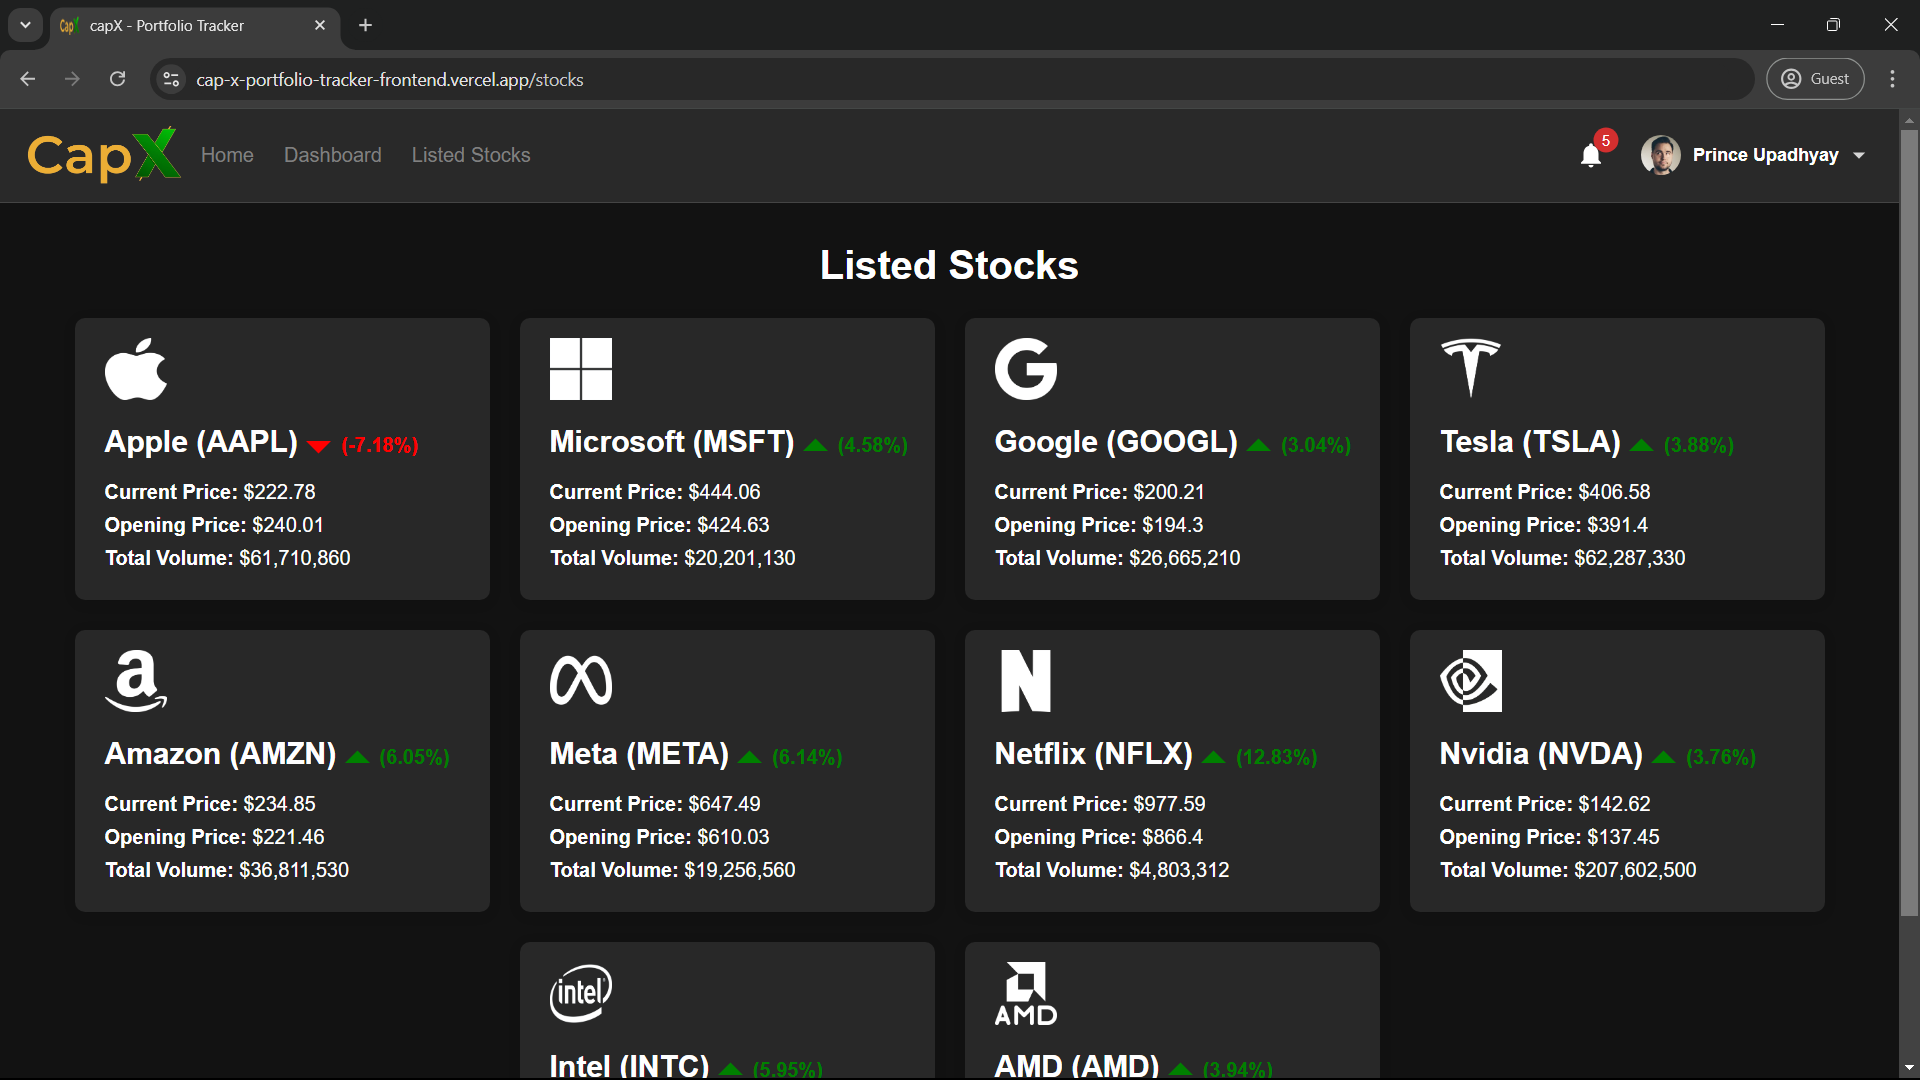 CapX
capX - Portfolio Tracker
cap-x-portfolio-tracker-frontend.vercel.app/stocks
Guest
CapX
Home
Dashboard
Listed Stocks
5
Prince Upadhyay
Listed Stocks
Apple (AAPL) (-7.18%)
Current Price: $222.78
Opening Price: $240.01
Total Volume: $61,710,860
Microsoft (MSFT) (4.58%)
Current Price: $444.06
Opening Price: $424.63
Total Volume: $20,201,130
G
Google (GOOGL) (3.04%)
Current Price: $200.21
Opening Price: $194.3
Total Volume: $26,665,210
Tesla (TSLA) (3.88%)
Current Price: $406.58
Opening Price: $391.4
Total Volume: $62,287,330
a
Amazon (AMZN) (6.05%)
Current Price: $234.85
Opening Price: $221.46
Total Volume: $36,811,530
Meta (META) (6.14%)
Current Price: $647.49
Opening Price: $610.03
Total Volume: $19,256,560
N
Netflix (NFLX) (12.83%)
Current Price: $977.59
Opening Price: $866.4
Total Volume: $4,803,312
Nvidia (NVDA) (3.76%)
Current Price: $142.62
Opening Price: $137.45
Total Volume: $207,602,500
intel
Intel (INTC) (5.95%)
AMD
AMD (AMD) (3.94%)